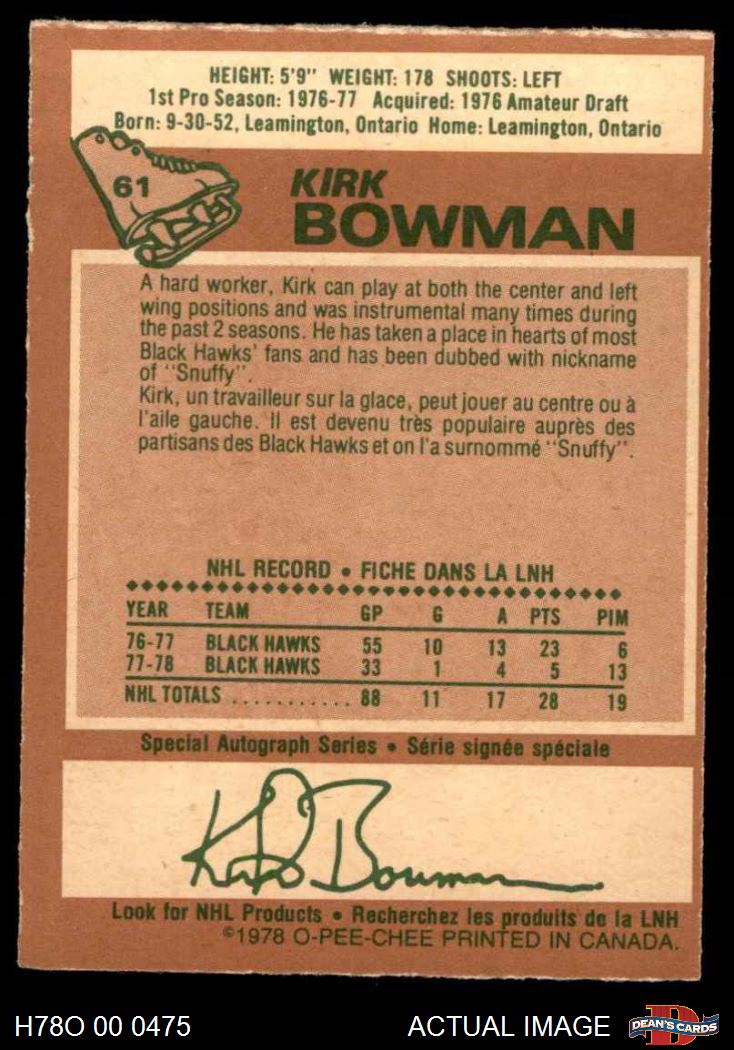 HEIGHT: 5'9" WEIGHT: 178 SHOOTS: LEFT
1st Pro Season: 1976-77 Acquired: 1976 Amateur Draft
Born: 9-30-52, Leamington, Ontario Home: Leamington, Ontario
61
KIRK
BOWMAN
A hard worker, Kirk can play at both the center and left
wing positions and was instrumental many times during
the past 2 seasons. He has taken a place in hearts of most
Black Hawks' fans and has been dubbed with nickname
of "Snuffy".
Kirk, un travailleur sur la glace, peut jouer au centre ou à
l'aile gauche. Il est devenu très populaire auprès des
partisans des Black Hawks et on l'a surnommé "Snuffy".
NHL RECORD • FICHE DANS LA LNH
YEAR TEAM GP G A PTS PIM
76-77 BLACK HAWKS 55 10 13 23 6
77-78 BLACK HAWKS 33 1 4 5 13
NHL TOTALS ............ 88 11 17 28 19
Special Autograph Series • Série signée spéciale
Kirk Bowman
Look for NHL Products • Recherchez les produits de la LNH
©1978 O-PEE-CHEE PRINTED IN CANADA.
H78O 00 0475 ACTUAL IMAGE
DEAN'S CARDS